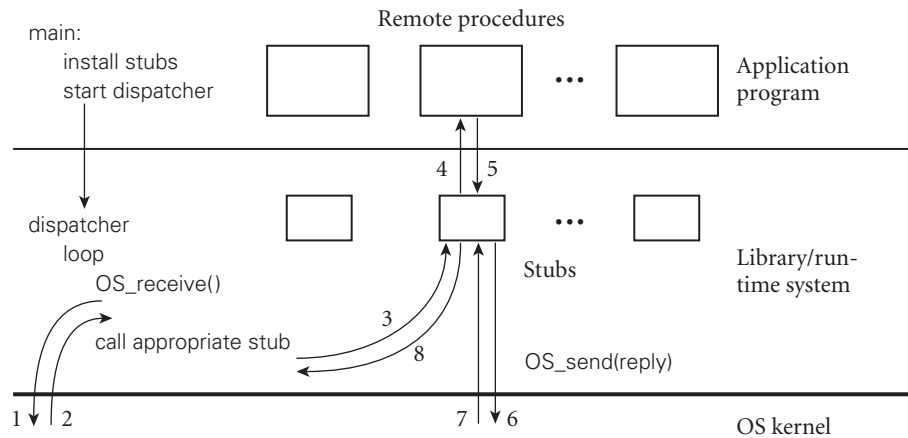 Remote procedures
main:
install stubs
start dispatcher
...
Application
program
4
5
dispatcher
loop
...
OS_receive()
Stubs
Library/run-
time system
3
call appropriate stub
8
OS_send(reply)
1
2
7
6
OS kernel